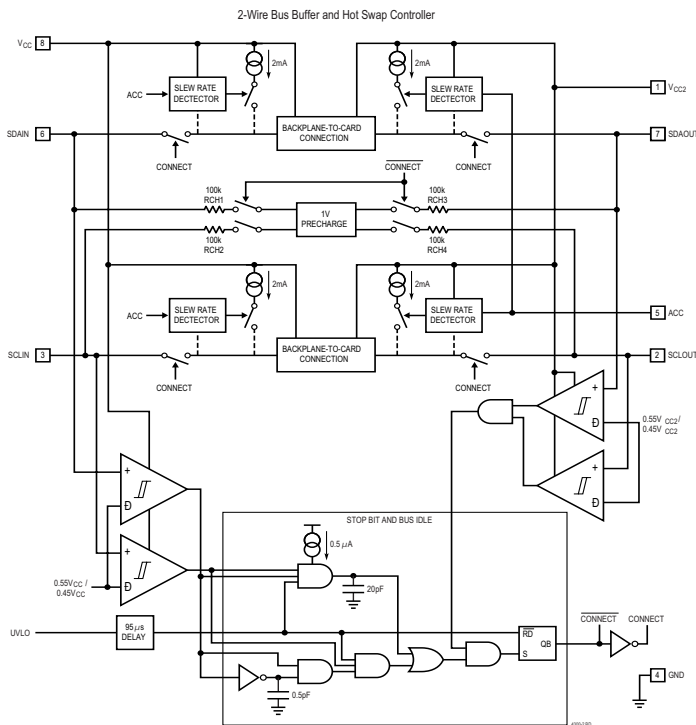 2-Wire Bus Buffer and Hot Swap Controller
VCC 8
2mA
2mA
ACC
SLEW RATE
DECTECTOR
SLEW RATE
DECTECTOR
1 VCC2
SDAIN 6
BACKPLANE-TO-CARD
CONNECTION
7 SDAOUT
CONNECT
CONNECT
CONNECT
100k
RCH1
1V
PRECHARGE
100k
RCH3
100k
RCH2
100k
RCH4
2mA
2mA
ACC
SLEW RATE
DECTECTOR
SLEW RATE
DECTECTOR
5 ACC
SCLIN 3
BACKPLANE-TO-CARD
CONNECTION
2 SCLOUT
CONNECT
CONNECT
+
Đ
0.55VCC2/
0.45VCC2
+
Đ
+
Đ
STOP BIT AND BUS IDLE
0.5 µA
+
Đ
20pF
0.55VCC /
0.45VCC
UVLO
95µs
DELAY
RD
QB
S
CONNECT
CONNECT
0.5pF
4 GND